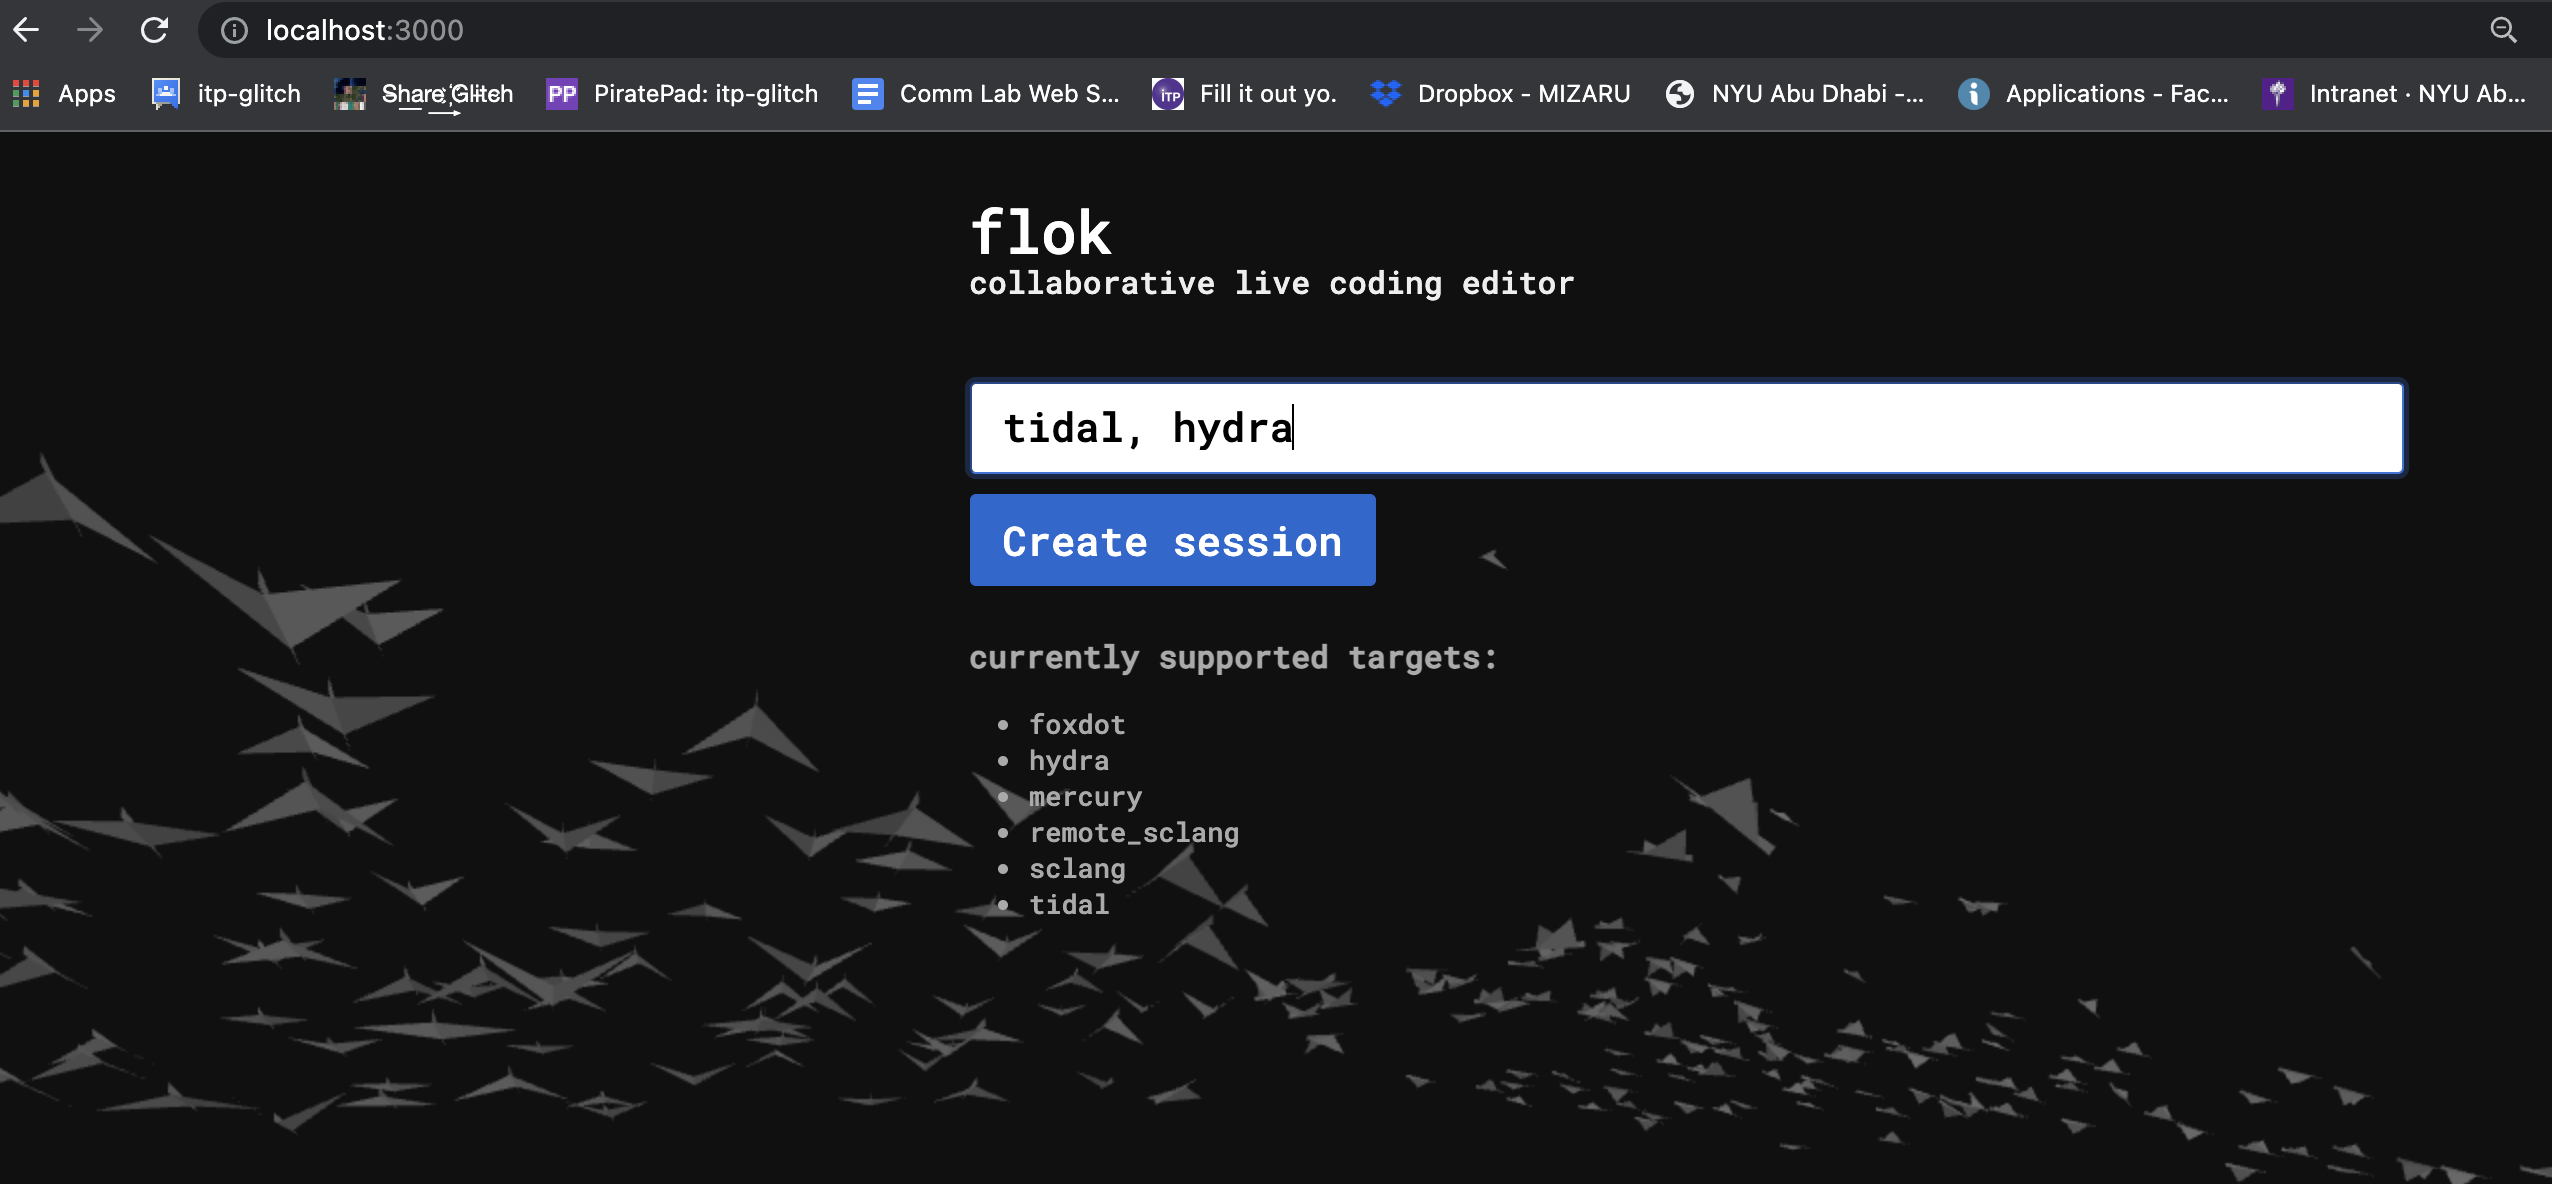 localhost:3000
Apps itp-glitch Share Glitch PP PiratePad: itp-glitch Comm Lab Web S... iTP Fill it out yo. Dropbox - MIZARU NYU Abu Dhabi -... Applications - Fac... Intranet · NYU Ab...
flok
collaborative live coding editor
tidal, hydra
Create session
currently supported targets:
• foxdot
• hydra
• mercury
• remote_sclang
• sclang
• tidal